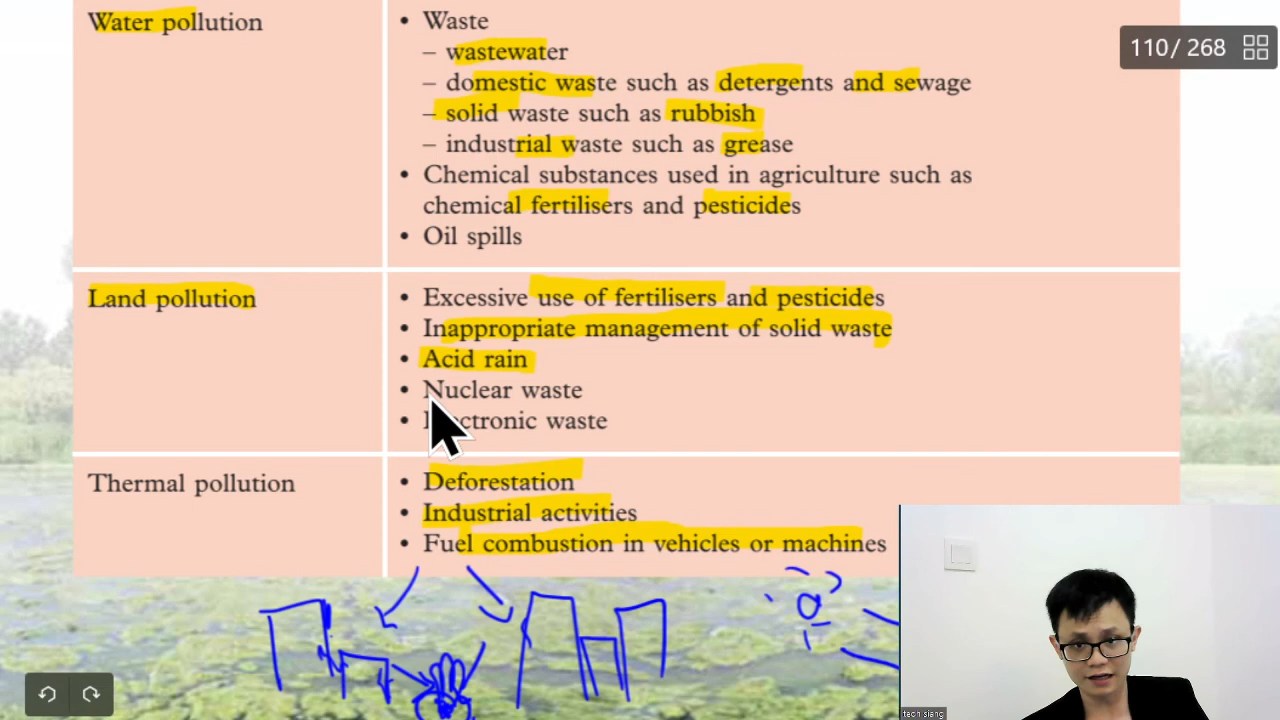 Water pollution
• Waste
– wastewater
– domestic waste such as detergents and sewage
– solid waste such as rubbish
– industrial waste such as grease
• Chemical substances used in agriculture such as
chemical fertilisers and pesticides
• Oil spills
Land pollution
• Excessive use of fertilisers and pesticides
• Inappropriate management of solid waste
• Acid rain
• Nuclear waste
• Electronic waste
Thermal pollution
• Deforestation
• Industrial activities
• Fuel combustion in vehicles or machines
110/ 268
tech siang